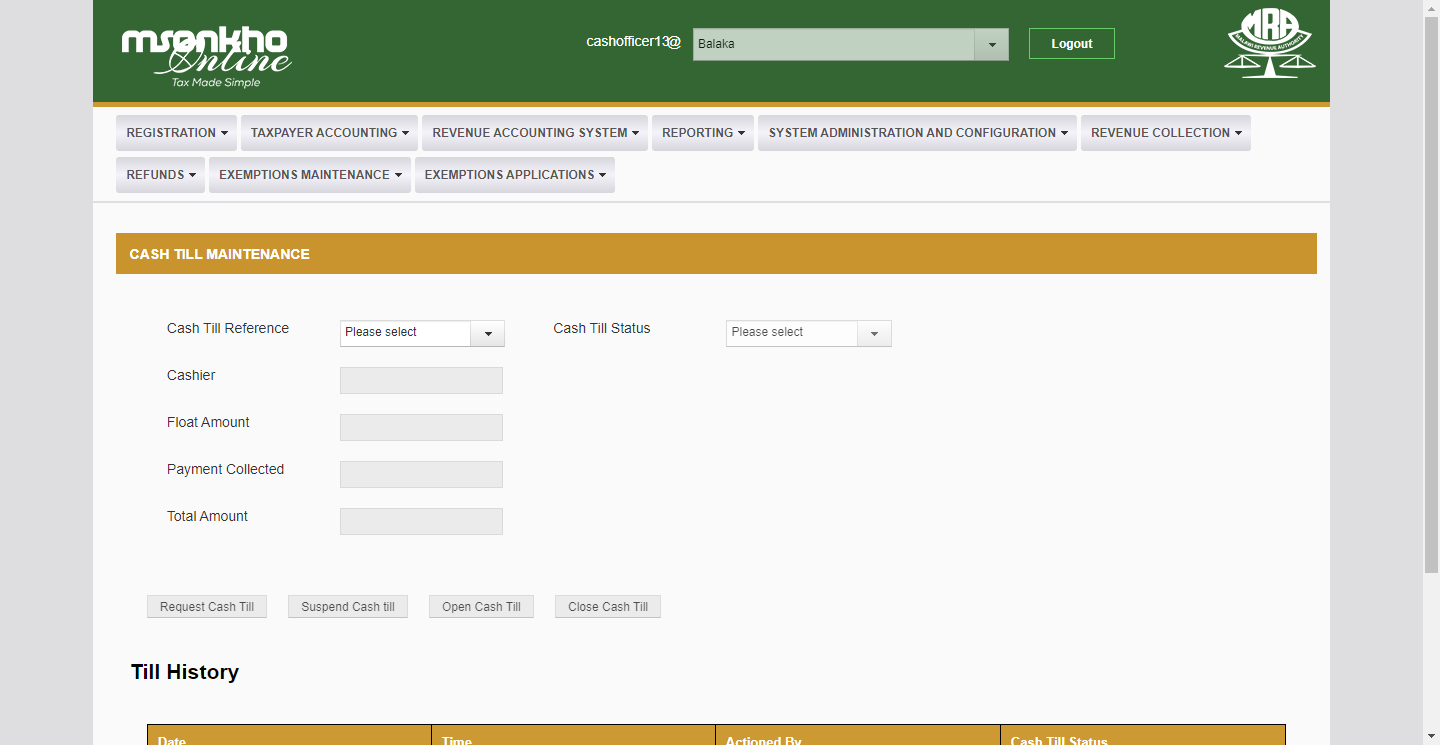 msonkho
Online
Tax Made Simple
cashofficer13@
Balaka
Logout
MRA
MALAWI REVENUE AUTHORITY
REGISTRATION
TAXPAYER ACCOUNTING
REVENUE ACCOUNTING SYSTEM
REPORTING
SYSTEM ADMINISTRATION AND CONFIGURATION
REVENUE COLLECTION
REFUNDS
EXEMPTIONS MAINTENANCE
EXEMPTIONS APPLICATIONS
CASH TILL MAINTENANCE
Cash Till Reference
Please select
Cash Till Status
Please select
Cashier
Float Amount
Payment Collected
Total Amount
Request Cash Till
Suspend Cash till
Open Cash Till
Close Cash Till
Till History
Date
Time
Actioned By
Cash Till Status